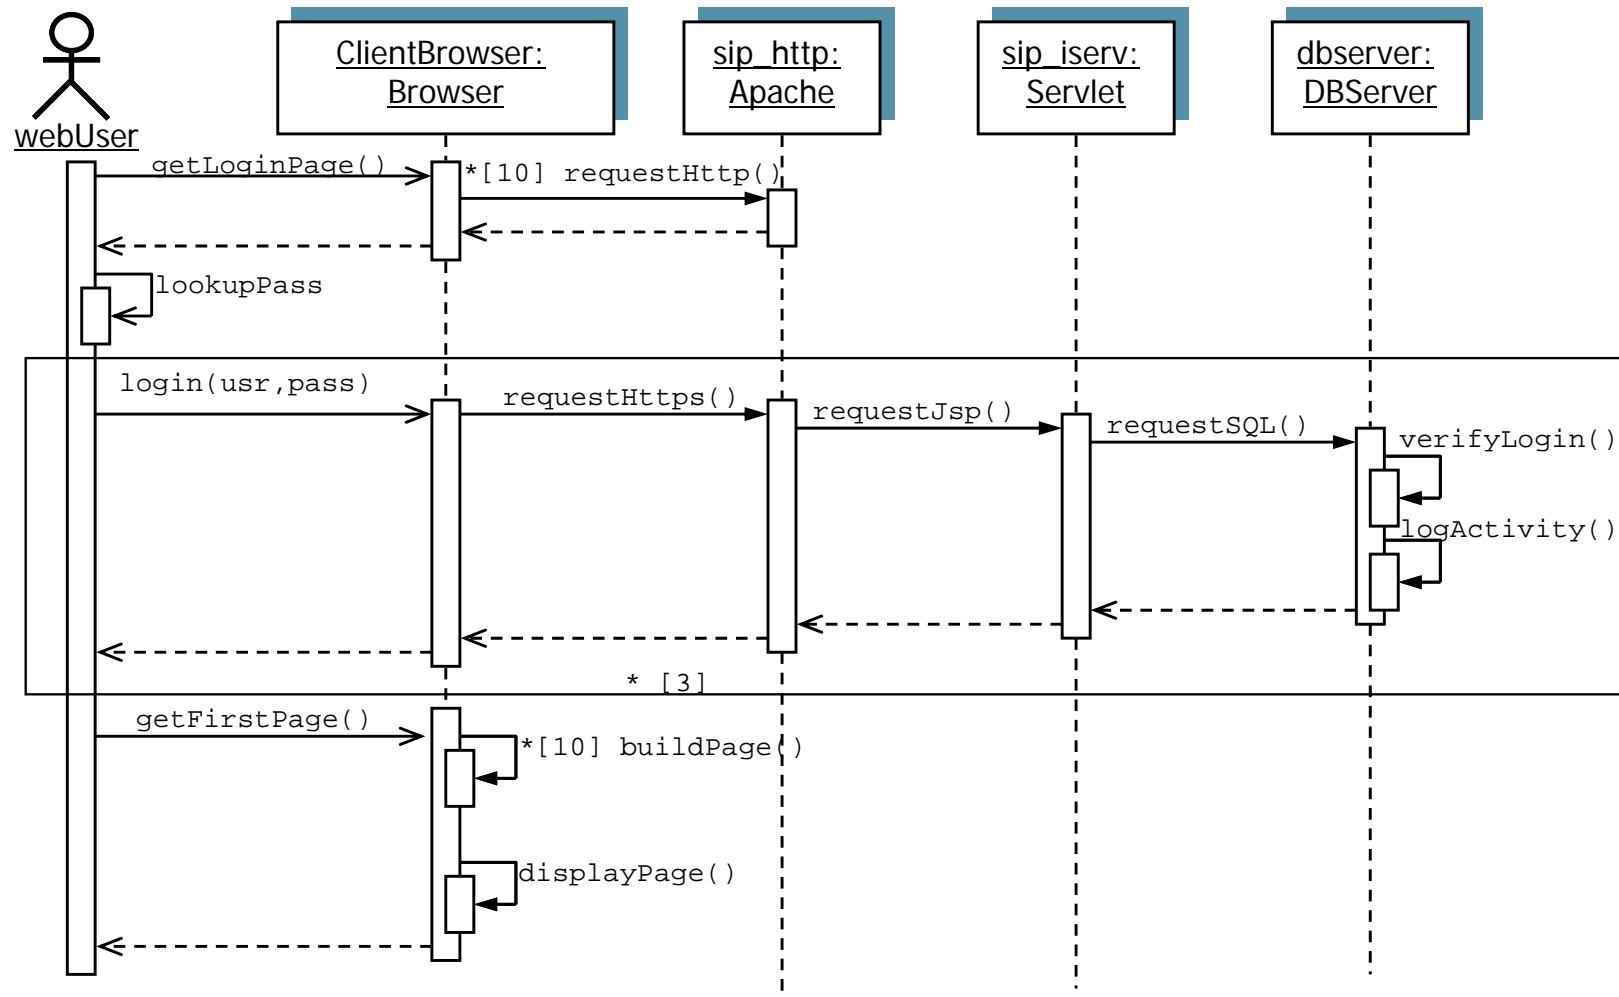 ClientBrowser:
Browser
sip_http:
Apache
sip_iserv:
Servlet
dbserver:
DBServer
webUser
getLoginPage()
*[10] requestHttp()
lookupPass
login(usr,pass)
requestHttps()
requestJsp()
requestSQL()
verifyLogin()
logActivity()
* [3]
getFirstPage()
*[10] buildPage()
displayPage()